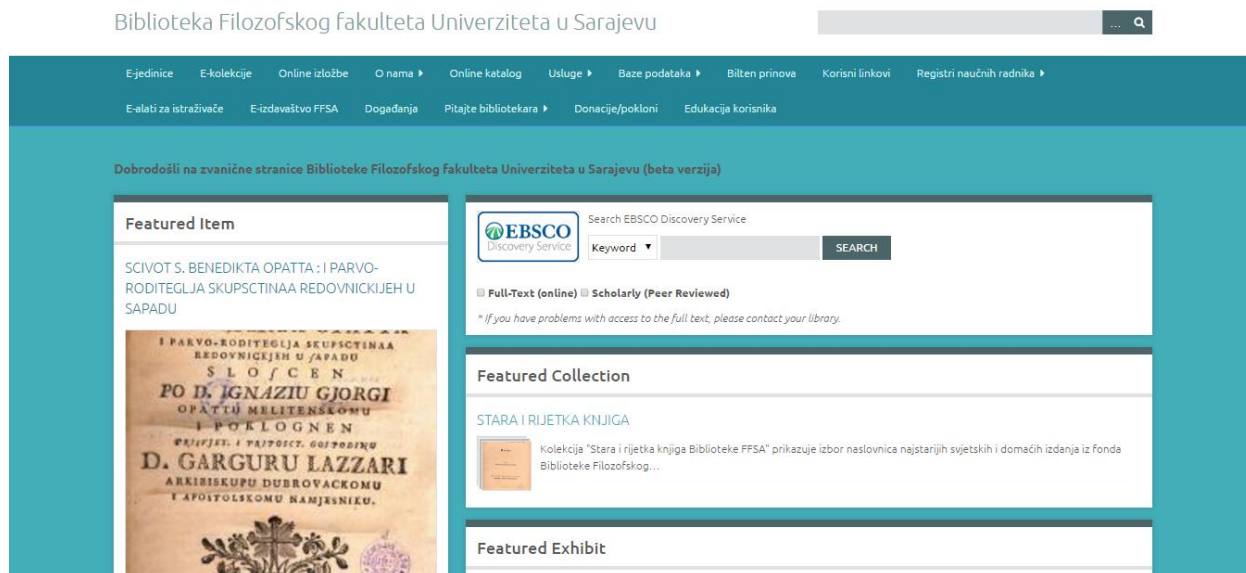 Biblioteka Filozofskog fakulteta Univerziteta u Sarajevu
...
E-jedinice E-kolekcije Online izložbe O nama Online katalog Usluge Baze podataka Bilten prinova Korisni linkovi Registri naučnih radnika
E-alati za istraživače E-izdavaštvo FFSA Događanja Pitajte bibliotekara Donacije/pokloni Edukacija korisnika
Dobrodošli na zvanične stranice Biblioteke Filozofskog fakulteta Univerziteta u Sarajevu (beta verzija)
Featured Item
SCIVOT S. BENEDIKTA OPATTA : I PARVO-
RODITEGLJA SKUPSCTINAA REDOVNICKIJEH U
SAPADU
I PARVO-RODITEGLJA SKUPSCTINAA
REDOVNICKJEH U SAPADU
SLOſCEN
PO D. IGNAZIU GJORGI
OPATTU MELITENSKOMU
I POKLOGNEN
D. GARGURU LAZZARI
ARKIBISKUPU DUBROVACKOMU
I APOSTOLSKOMU NAMJESNIKU.
EBSCO
Discovery Service
Search EBSCO Discovery Service
Keyword SEARCH
Full-Text (online) Scholarly (Peer Reviewed)
* If you have problems with access to the full text, please contact your library.
Featured Collection
STARA I RIJETKA KNJIGA
Kolekcija "Stara i rijetka knjiga Biblioteke FFSA" prikazuje izbor naslovnica najstarijih svjetskih i domaćih izdanja iz fonda
Biblioteke Filozofskog...
Featured Exhibit